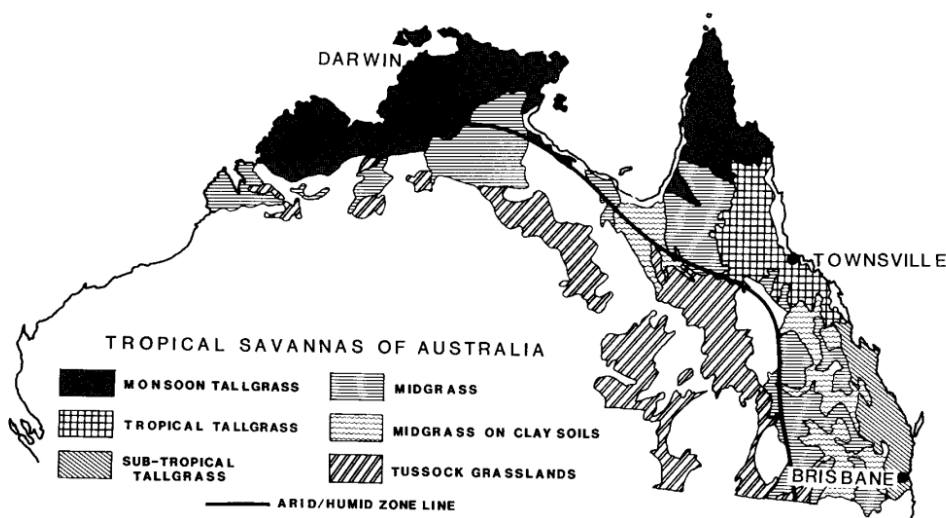 DARWIN
TOWNSVILLE
TROPICAL SAVANNAS OF AUSTRALIA
MONSOON TALLGRASS
MIDGRASS
TROPICAL TALLGRASS
MIDGRASS ON CLAY SOILS
SUB-TROPICAL
TALLGRASS
TUSSOCK GRASSLANDS
BRISBANE
ARID/HUMID ZONE LINE